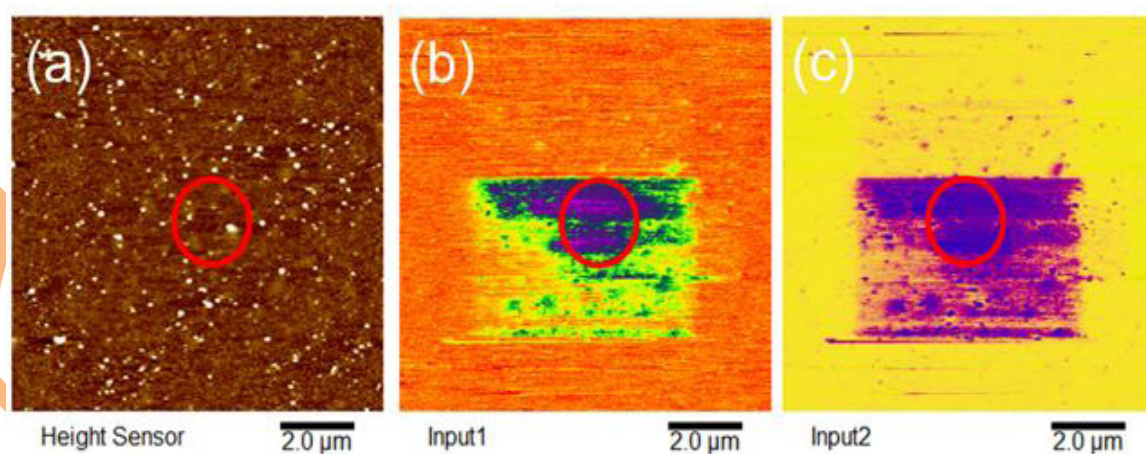 (a)
(b)
(c)
Height Sensor
2.0 µm
Input1
2.0 µm
Input2
2.0 µm